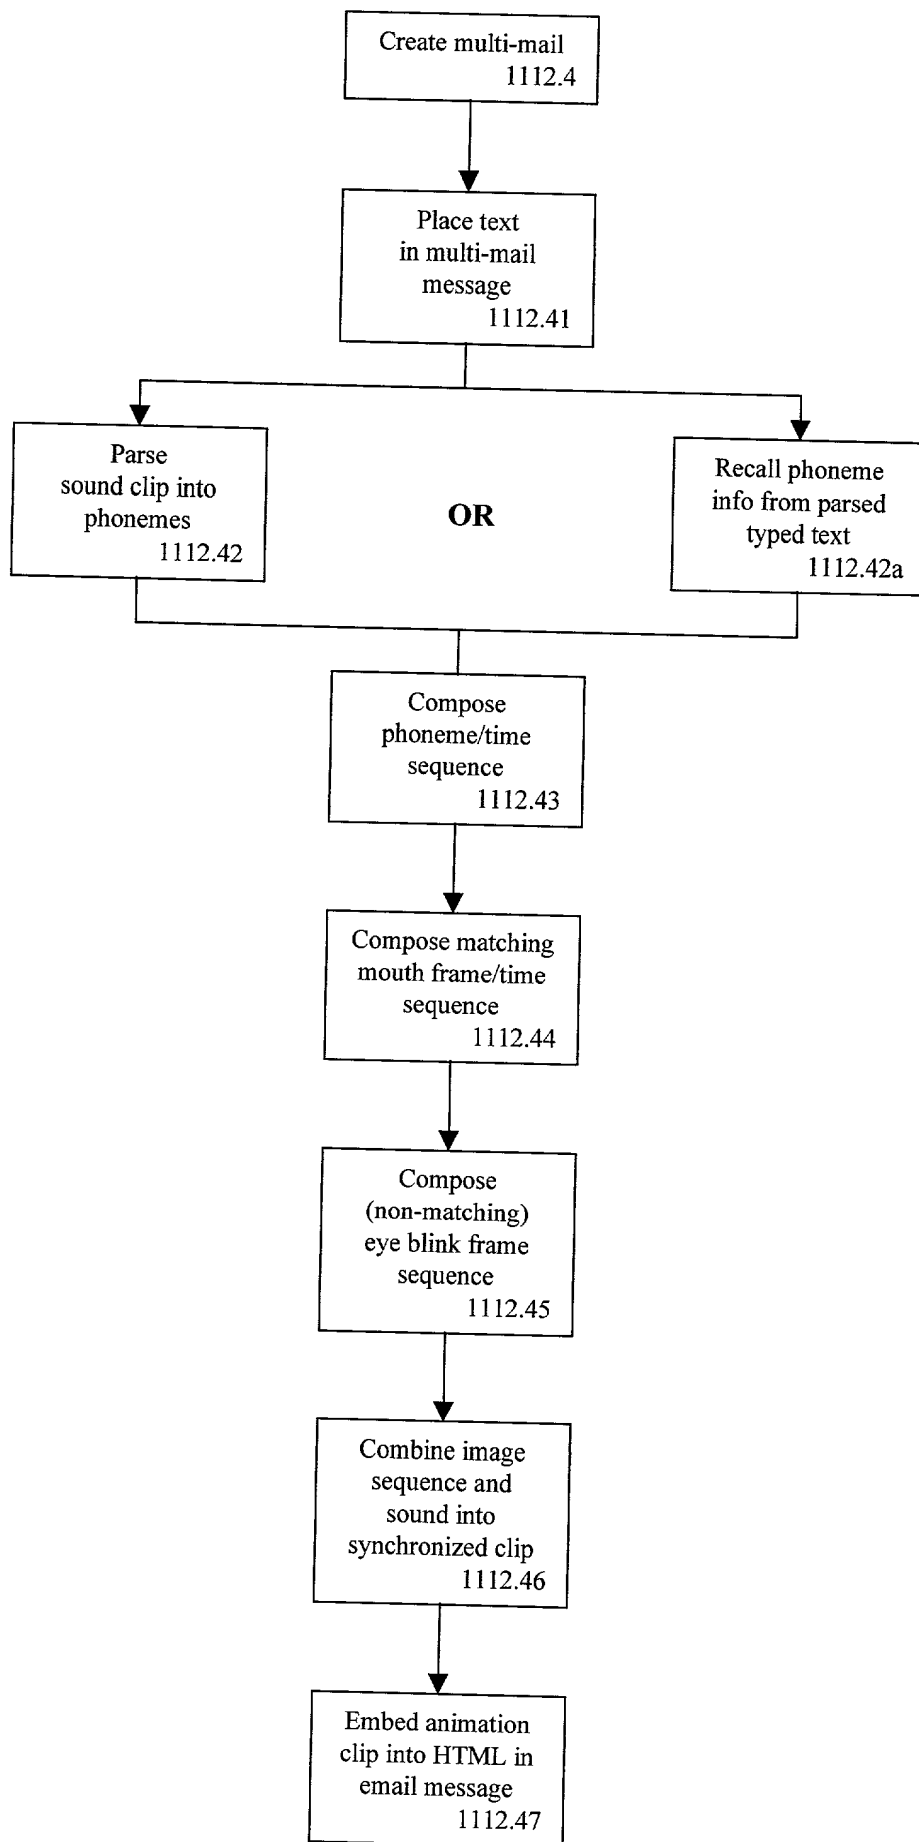 Create multi-mail
1112.4
Place text
in multi-mail
message
1112.41
Parse
sound clip into
phonemes
1112.42
OR
Recall phoneme
info from parsed
typed text
1112.42a
Compose
phoneme/time
sequence
1112.43
Compose matching
mouth frame/time
sequence
1112.44
Compose
(non-matching)
eye blink frame
sequence
1112.45
Combine image
sequence and
sound into
synchronized clip
1112.46
Embed animation
clip into HTML in
email message
1112.47